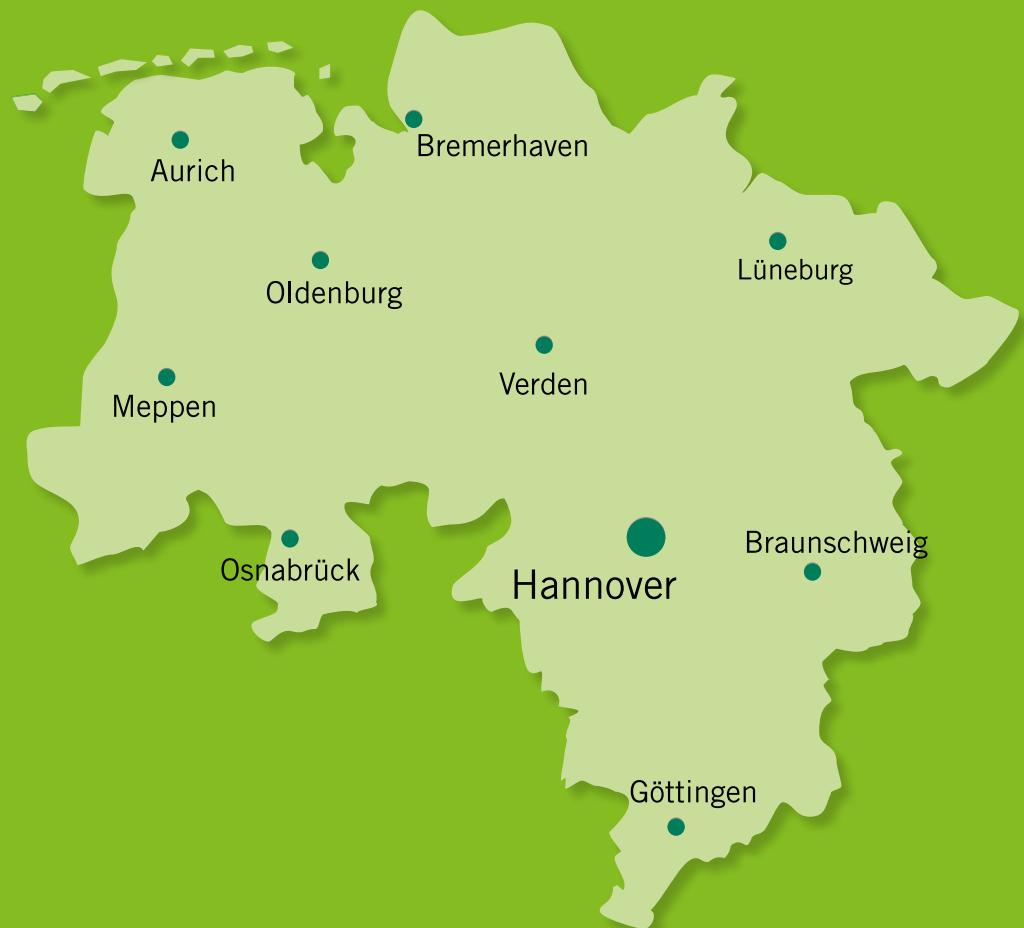 Bremerhaven
Aurich
Lüneburg
Oldenburg
Verden
Meppen
Braunschweig
Osnabrück
Hannover
Göttingen